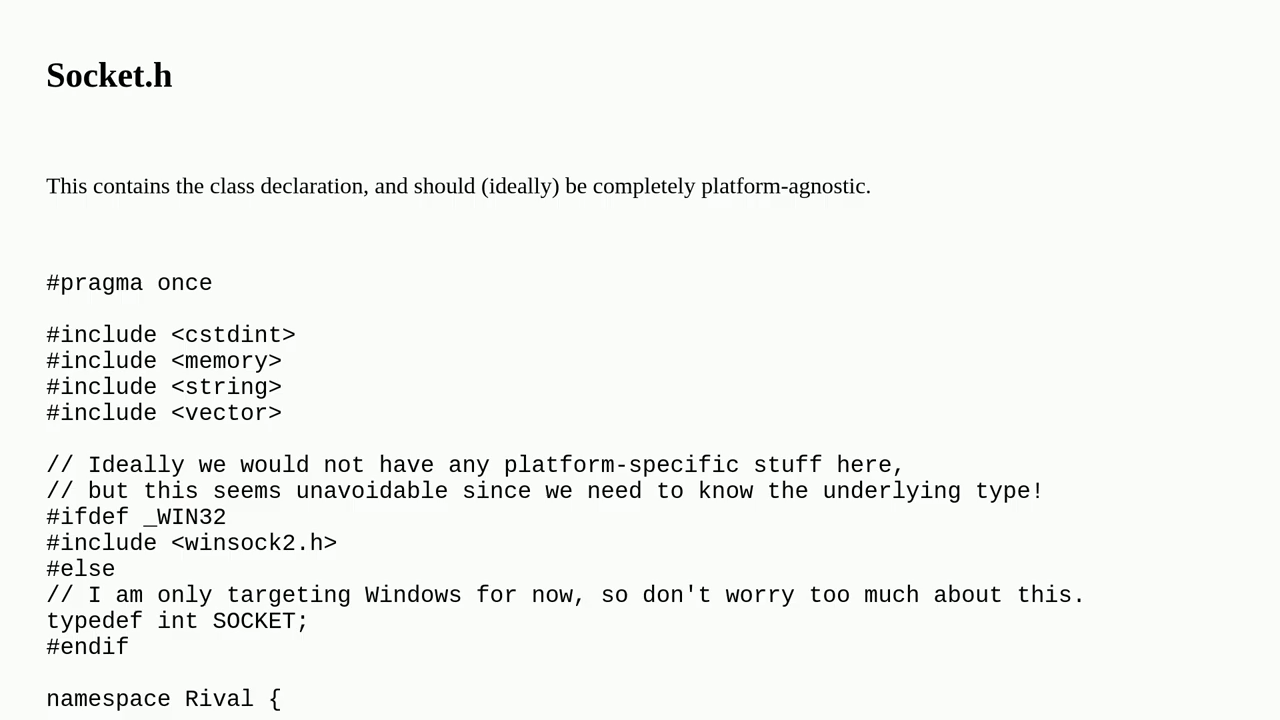 Socket.h
This contains the class declaration, and should (ideally) be completely platform-agnostic.
#pragma once
#include <cstdint>
#include <memory>
#include <string>
#include <vector>
// Ideally we would not have any platform-specific stuff here,
// but this seems unavoidable since we need to know the underlying type!
#ifdef _WIN32
#include <winsock2.h>
#else
// I am only targeting Windows for now, so don't worry too much about this.
typedef int SOCKET;
#endif
namespace Rival {